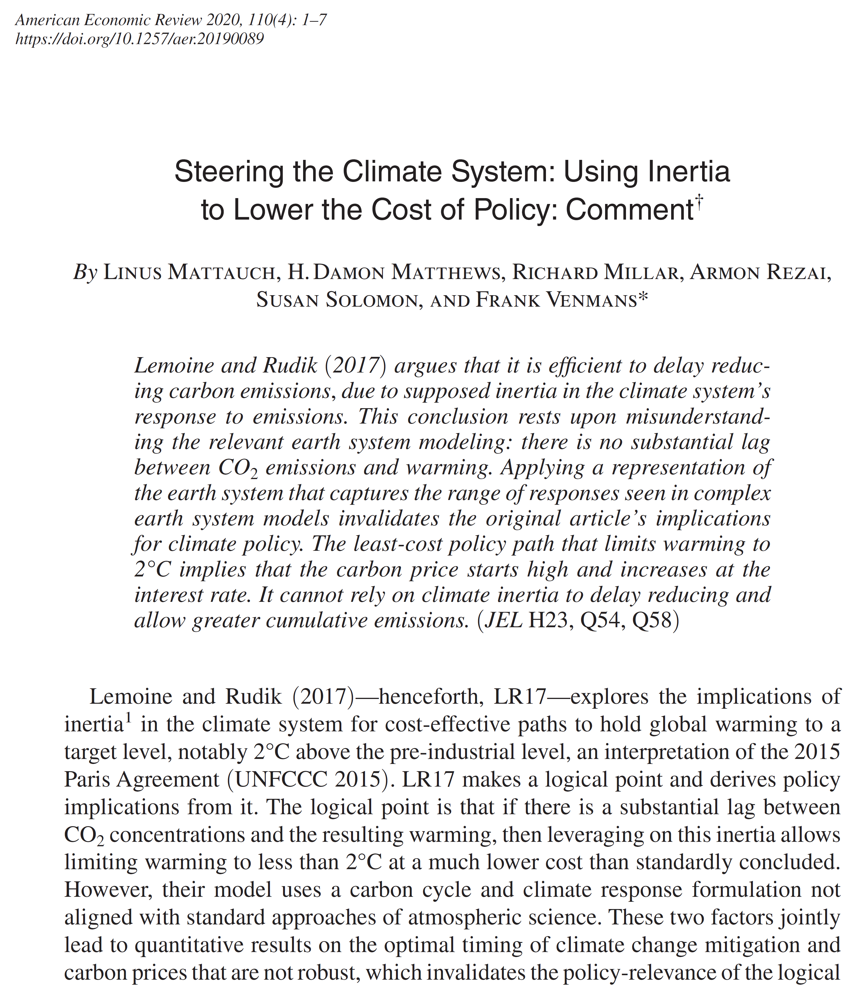 American Economic Review 2020, 110(4): 1–7
https://doi.org/10.1257/aer.20190089
Steering the Climate System: Using Inertia
to Lower the Cost of Policy: Comment†
By Linus Mattauch, H. Damon Matthews, Richard Millar, Armon Rezai,
Susan Solomon, and Frank Venmans*
Lemoine and Rudik (2017) argues that it is efficient to delay reduc-
ing carbon emissions, due to supposed inertia in the climate system’s
response to emissions. This conclusion rests upon misunderstand-
ing the relevant earth system modeling: there is no substantial lag
between CO₂ emissions and warming. Applying a representation of
the earth system that captures the range of responses seen in complex
earth system models invalidates the original article’s implications
for climate policy. The least-cost policy path that limits warming to
2°C implies that the carbon price starts high and increases at the
interest rate. It cannot rely on climate inertia to delay reducing and
allow greater cumulative emissions. (JEL H23, Q54, Q58)
Lemoine and Rudik (2017)—henceforth, LR17—explores the implications of
inertia¹ in the climate system for cost-effective paths to hold global warming to a
target level, notably 2°C above the pre-industrial level, an interpretation of the 2015
Paris Agreement (UNFCCC 2015). LR17 makes a logical point and derives policy
implications from it. The logical point is that if there is a substantial lag between
CO₂ concentrations and the resulting warming, then leveraging on this inertia allows
limiting warming to less than 2°C at a much lower cost than standardly concluded.
However, their model uses a carbon cycle and climate response formulation not
aligned with standard approaches of atmospheric science. These two factors jointly
lead to quantitative results on the optimal timing of climate change mitigation and
carbon prices that are not robust, which invalidates the policy-relevance of the logical